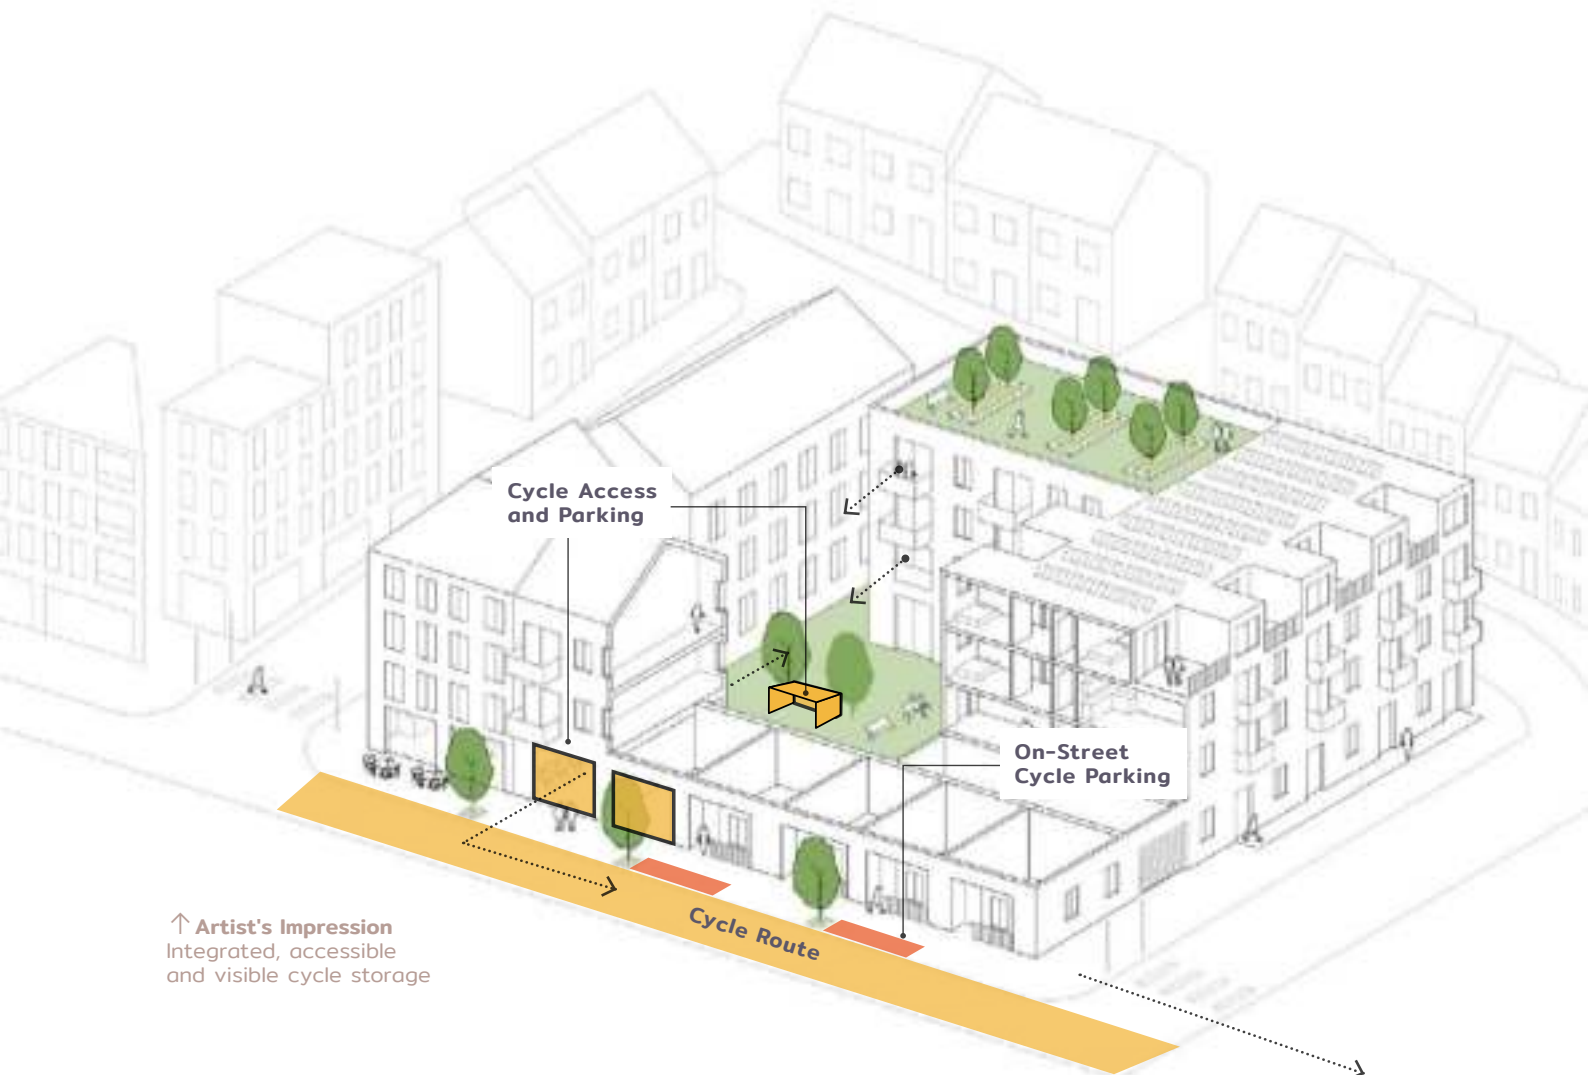 Cycle Access
and Parking
On-Street
Cycle Parking
Cycle Route
↑ Artist's Impression
Integrated, accessible
and visible cycle storage